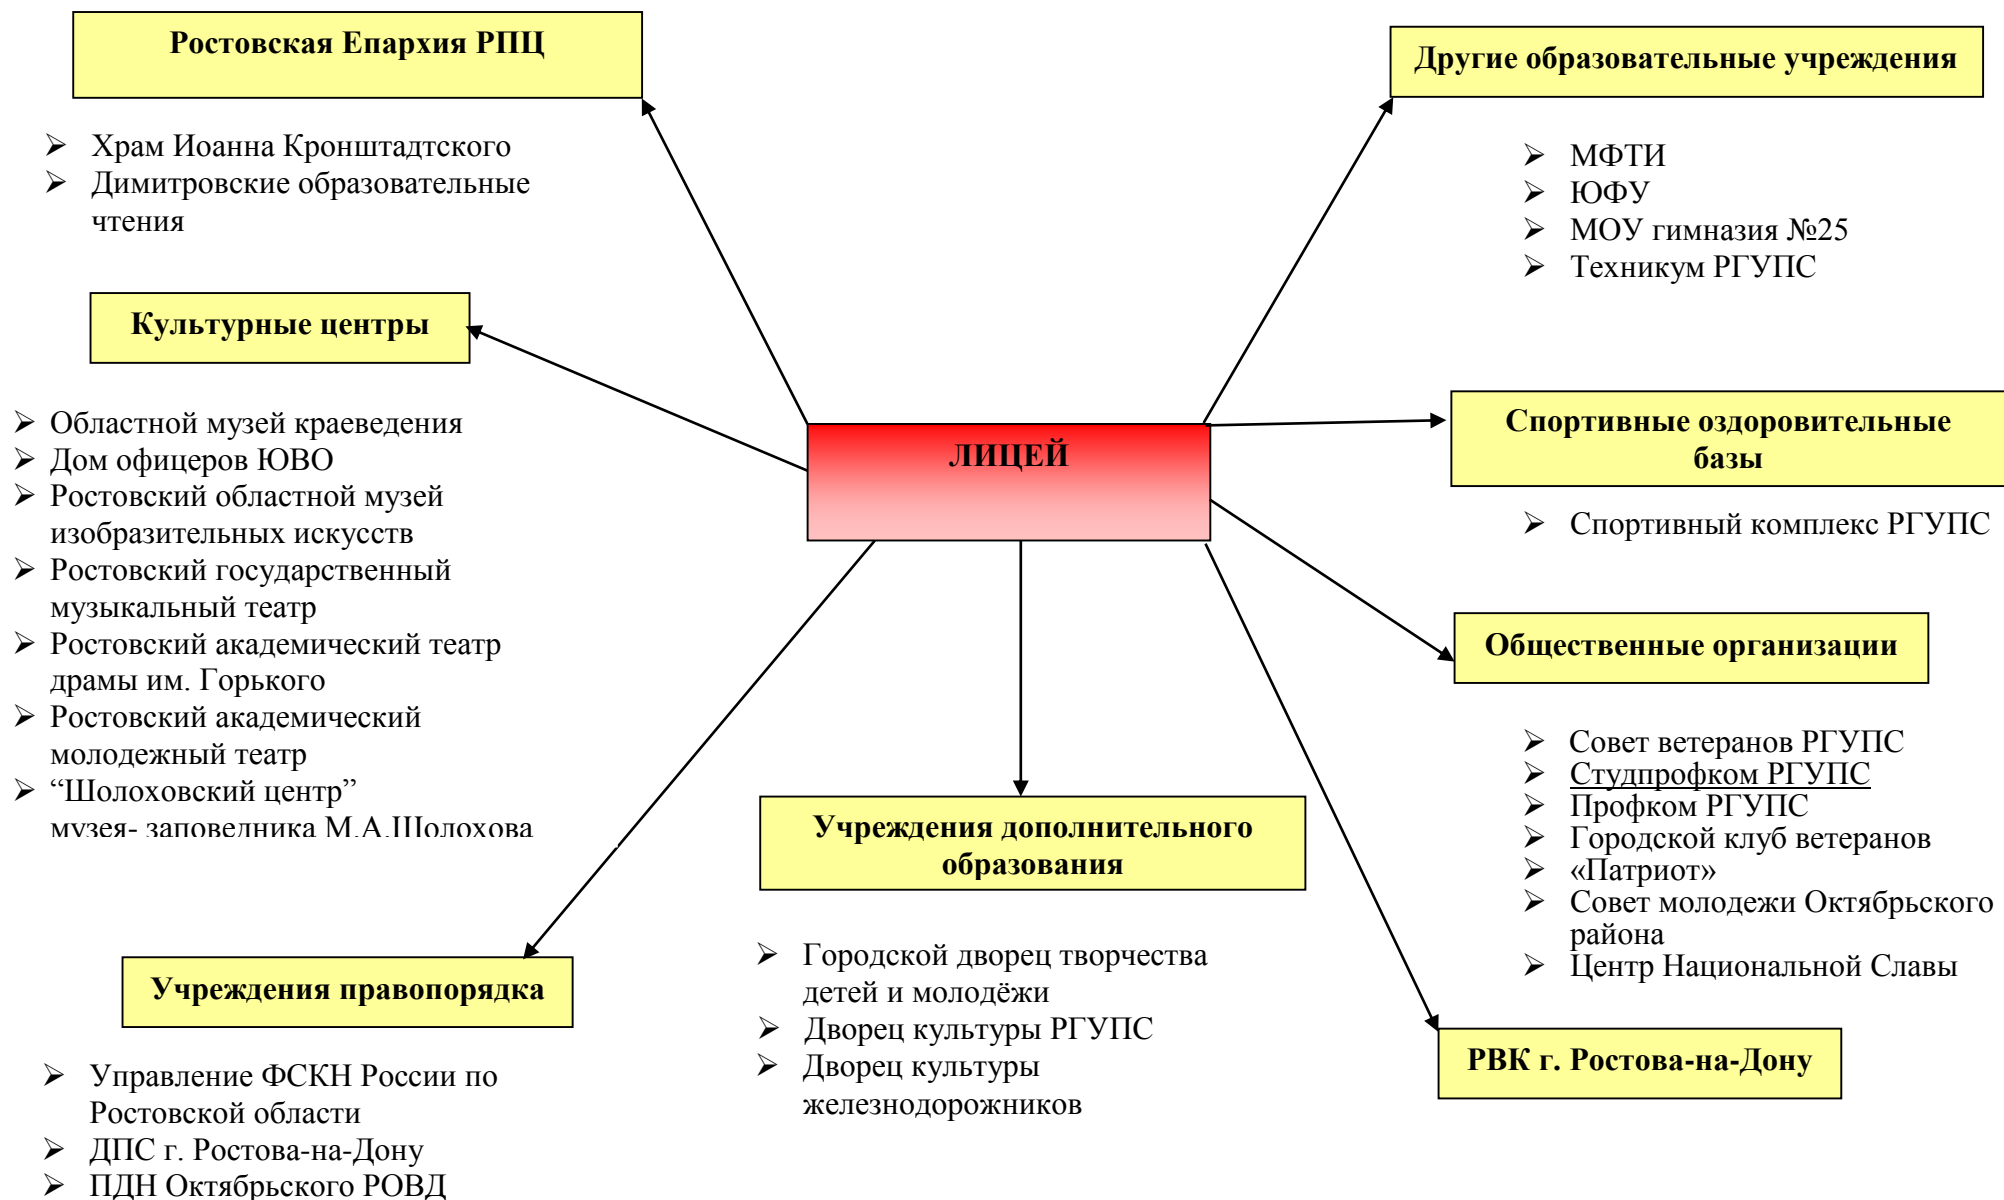 Ростовская Епархия РПЦ
Храм Иоанна Кронштадтского
Димитровские образовательные
чтения
Культурные центры
Областной музей краеведения
Дом офицеров ЮВО
Ростовский областной музей
изобразительных искусств
Ростовский государственный
музыкальный театр
Ростовский академический театр
драмы им. Горького
Ростовский академический
молодежный театр
“Шолоховский центр”
музея- заповедника М.А.Шолохова
Учреждения правопорядка
Управление ФСКН России по
Ростовской области
ДПС г. Ростова-на-Дону
ПДН Октябрьского РОВД
ЛИЦЕЙ
Учреждения дополнительного
образования
Городской дворец творчества
детей и молодёжи
Дворец культуры РГУПС
Дворец культуры
железнодорожников
Другие образовательные учреждения
МФТИ
ЮФУ
МОУ гимназия №25
Техникум РГУПС
Спортивные оздоровительные
базы
Спортивный комплекс РГУПС
Общественные организации
Совет ветеранов РГУПС
Студпрофком РГУПС
Профком РГУПС
Городской клуб ветеранов
«Патриот»
Совет молодежи Октябрьского
района
Центр Национальной Славы
РВК г. Ростова-на-Дону